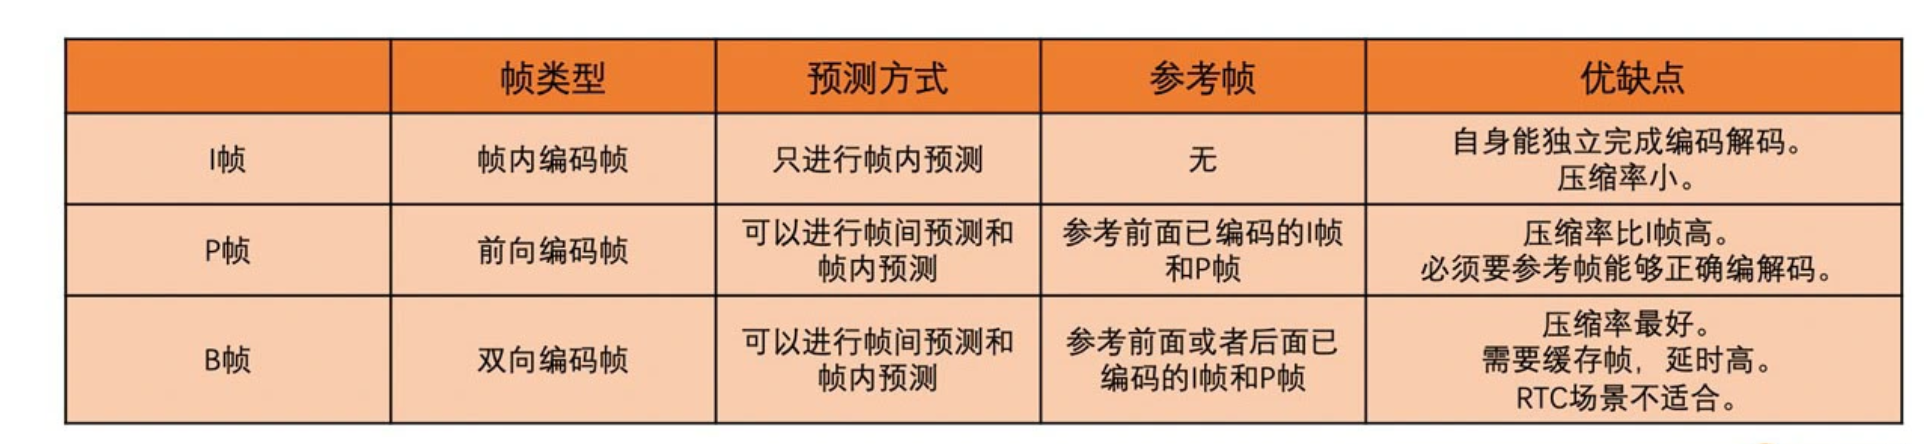 帧类型
预测方式
参考帧
优缺点
I帧
帧内编码帧
只进行帧内预测
无
自身能独立完成编码解码。
压缩率小。
P帧
前向编码帧
可以进行帧间预测和
帧内预测
参考前面已编码的I帧
和P帧
压缩率比I帧高。
必须要参考帧能够正确编解码。
B帧
双向编码帧
可以进行帧间预测和
帧内预测
参考前面或者后面已
编码的I帧和P帧
压缩率最好。
需要缓存帧，延时高。
RTC场景不适合。